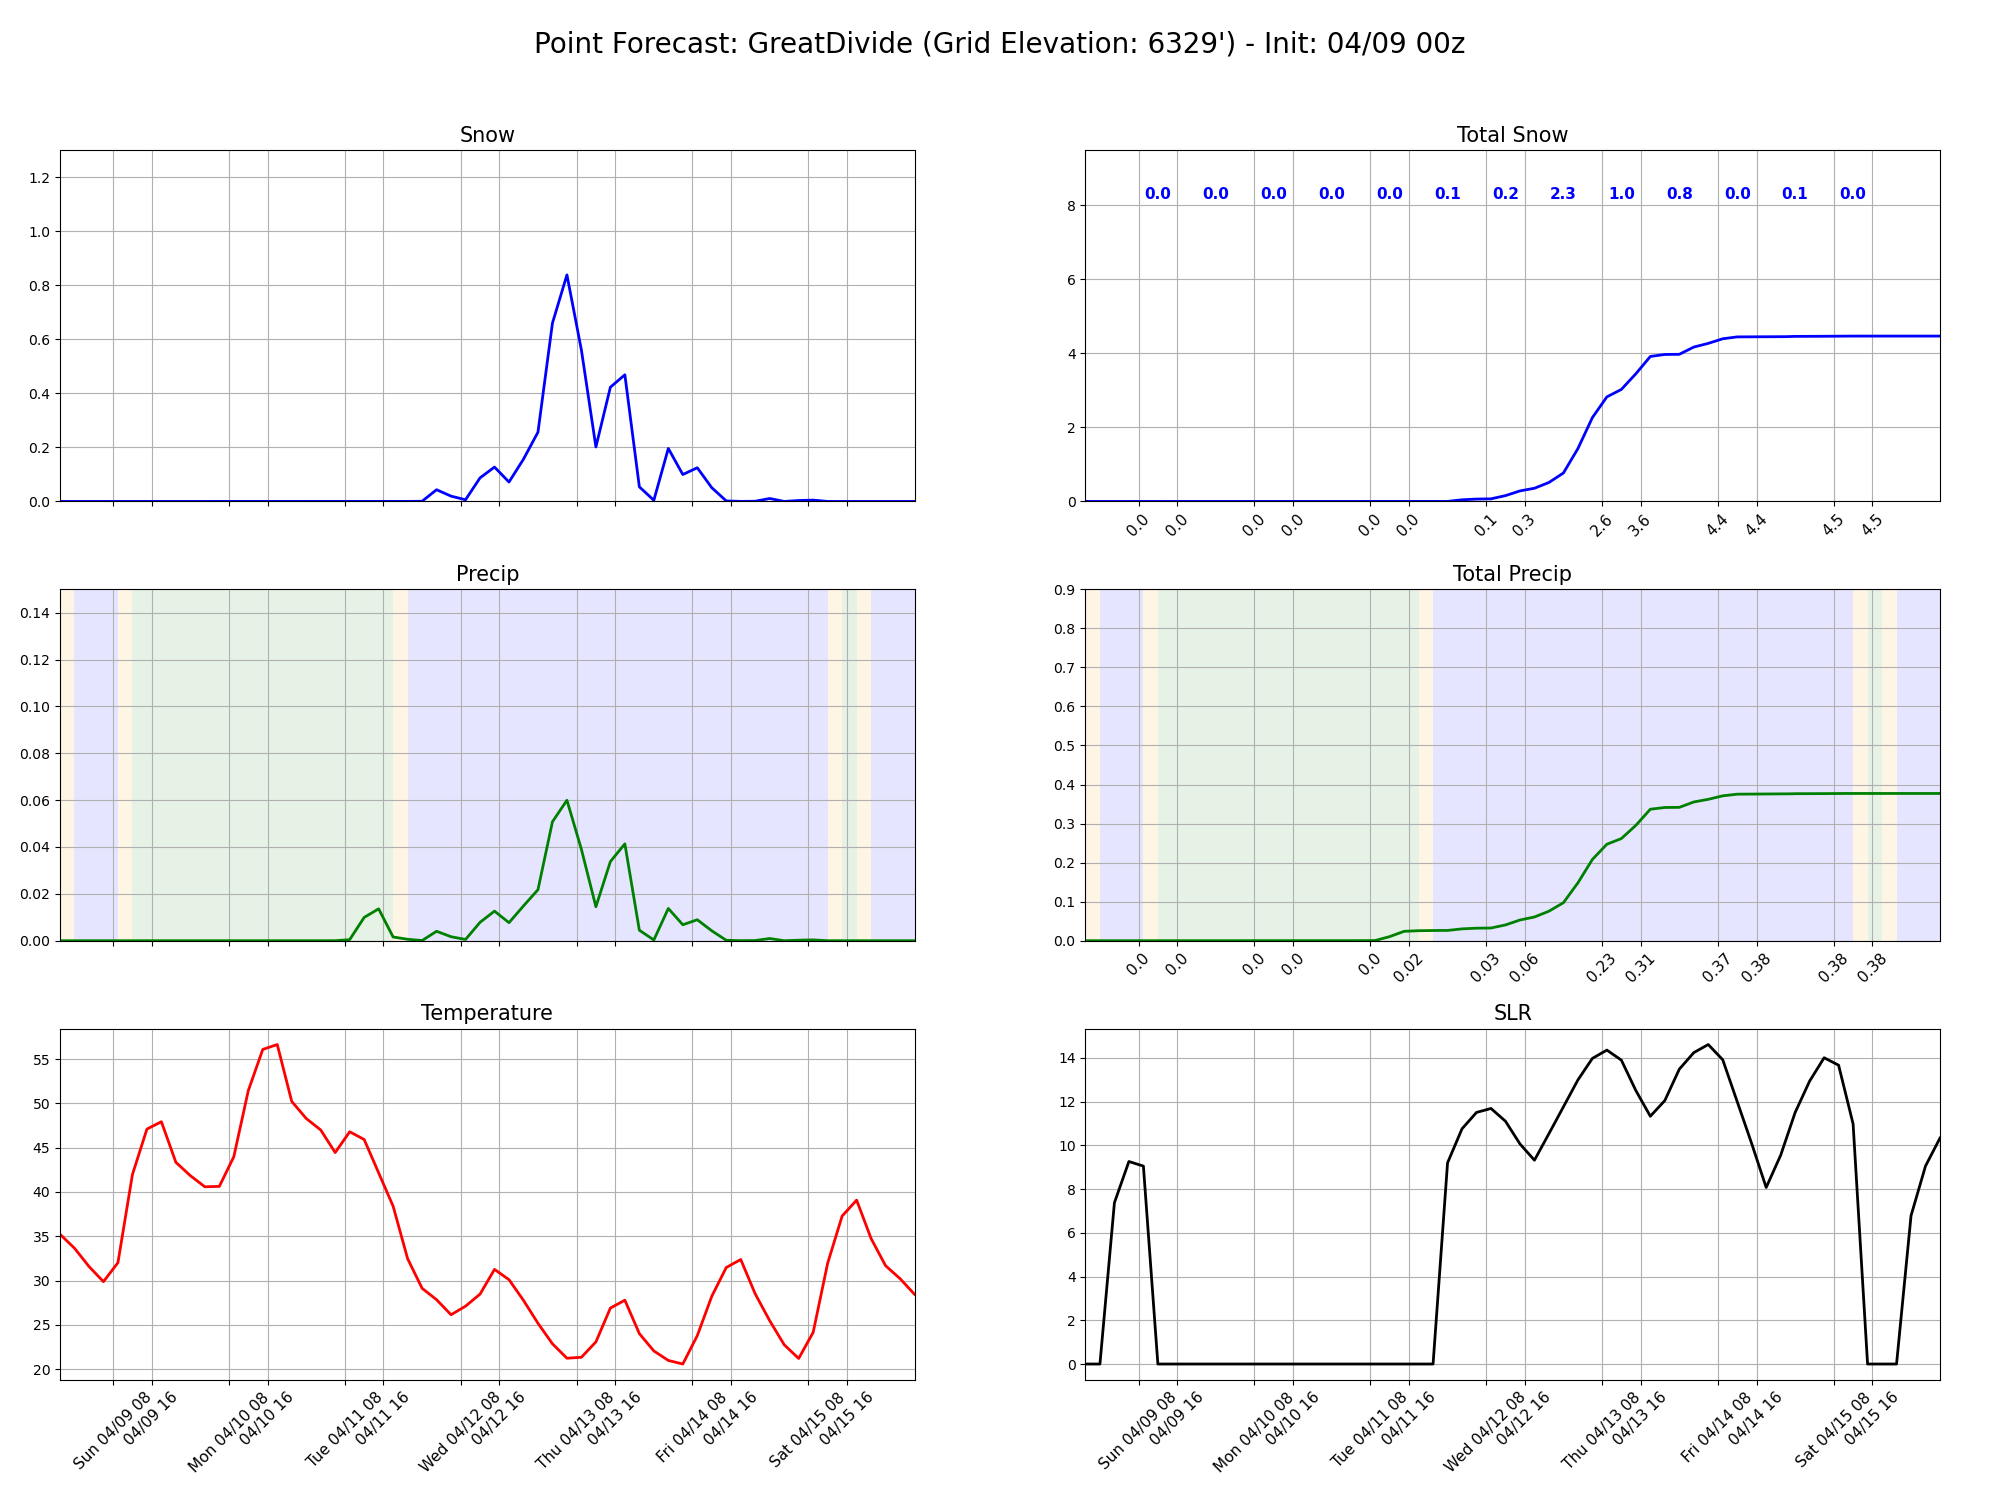 Point Forecast: GreatDivide (Grid Elevation: 6329') - Init: 04/09 00z
Snow
1.2
1.0
0.8
0.6
0.4
0.2
0.0
Total Snow
0.0 0.0 0.0 0.0 0.0 0.1 0.2 2.3 1.0 0.8 0.0 0.1 0.0
8
6
4
2
0
0.0 0.0 0.0 0.0 0.0 0.0 0.1 0.3 2.6 3.6 4.4 4.4 4.5 4.5
Precip
0.14
0.12
0.10
0.08
0.06
0.04
0.02
0.00
Total Precip
0.9
0.8
0.7
0.6
0.5
0.4
0.3
0.2
0.1
0.0
0.0 0.0 0.0 0.0 0.0 0.02 0.03 0.06 0.23 0.31 0.37 0.38 0.38 0.38
Temperature
55
50
45
40
35
30
25
20
Sun 04/09 08
04/09 16
Mon 04/10 08
04/10 16
Tue 04/11 08
04/11 16
Wed 04/12 08
04/12 16
Thu 04/13 08
04/13 16
Fri 04/14 08
04/14 16
Sat 04/15 08
04/15 16
SLR
14
12
10
8
6
4
2
0
Sun 04/09 08
04/09 16
Mon 04/10 08
04/10 16
Tue 04/11 08
04/11 16
Wed 04/12 08
04/12 16
Thu 04/13 08
04/13 16
Fri 04/14 08
04/14 16
Sat 04/15 08
04/15 16